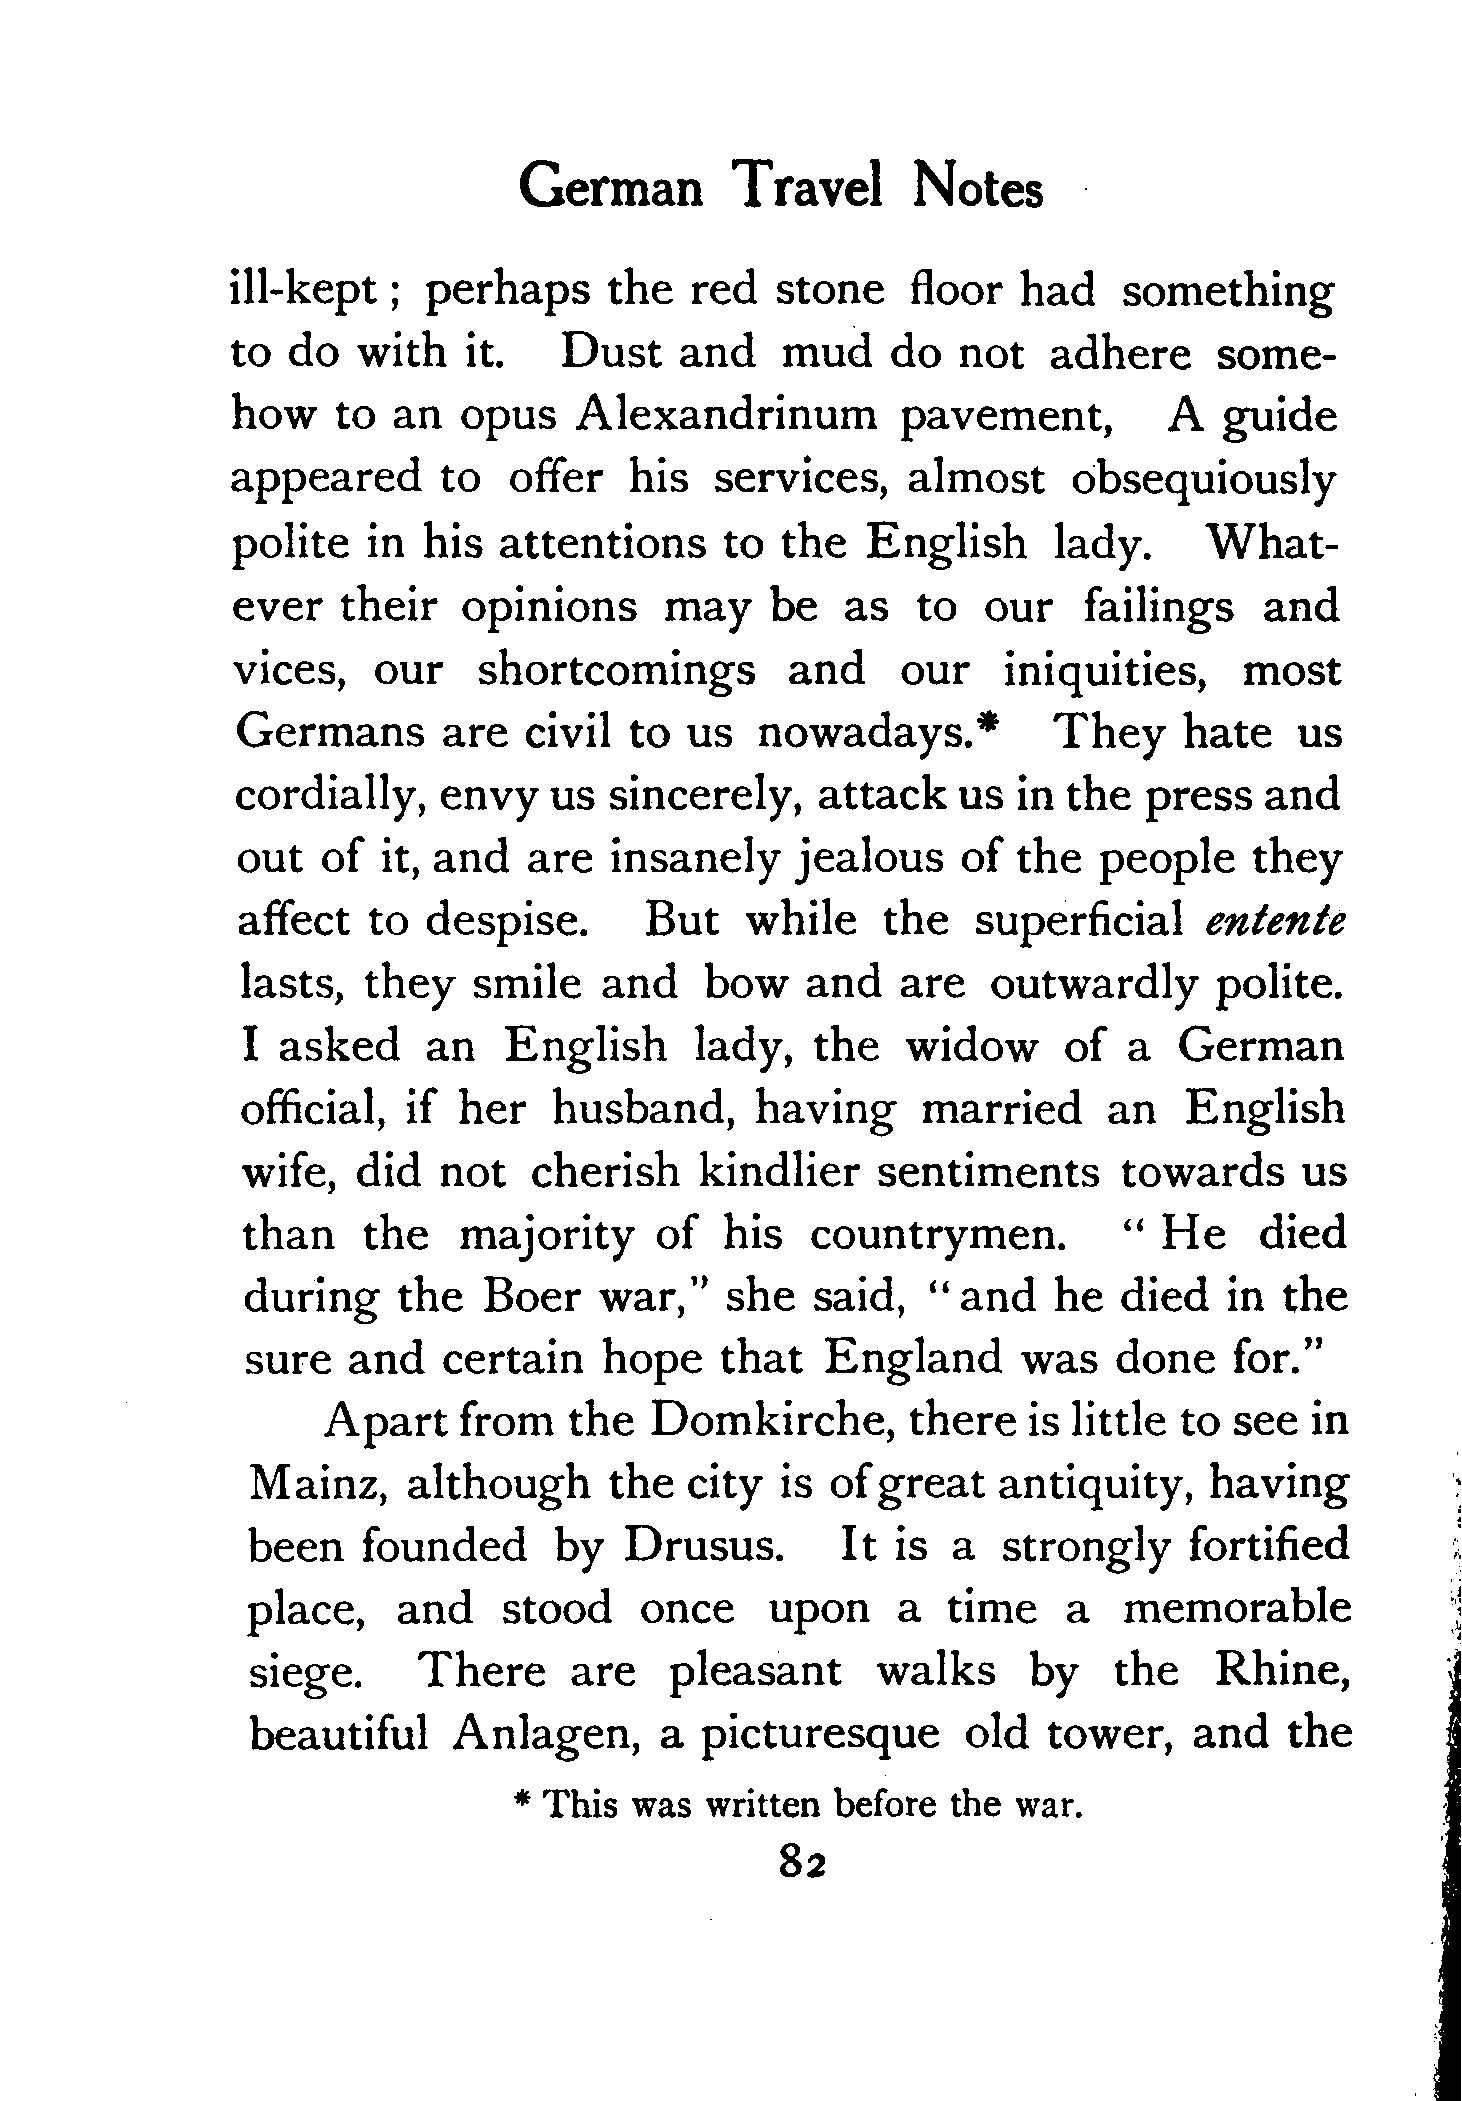 German Travel Notes
ill-kept ; perhaps the red stone floor had something
to do with it. Dust and mud do not adhere some-
how to an opus Alexandrinum pavement, A guide
appeared to offer his services, almost obsequiously
polite in his attentions to the English lady. What-
ever their opinions may be as to our failings and
vices, our shortcomings and our iniquities, most
Germans are civil to us nowadays.* They hate us
cordially, envy us sincerely, attack us in the press and
out of it, and are insanely jealous of the people they
affect to despise. But while the superficial entente
lasts, they smile and bow and are outwardly polite.
I asked an English lady, the widow of a German
official, if her husband, having married an English
wife, did not cherish kindlier sentiments towards us
than the majority of his countrymen. “ He died
during the Boer war,” she said, “ and he died in the
sure and certain hope that England was done for.”
Apart from the Domkirche, there is little to see in
Mainz, although the city is of great antiquity, having
been founded by Drusus. It is a strongly fortified
place, and stood once upon a time a memorable
siege. There are pleasant walks by the Rhine,
beautiful Anlagen, a picturesque old tower, and the
* This was written before the war.
82